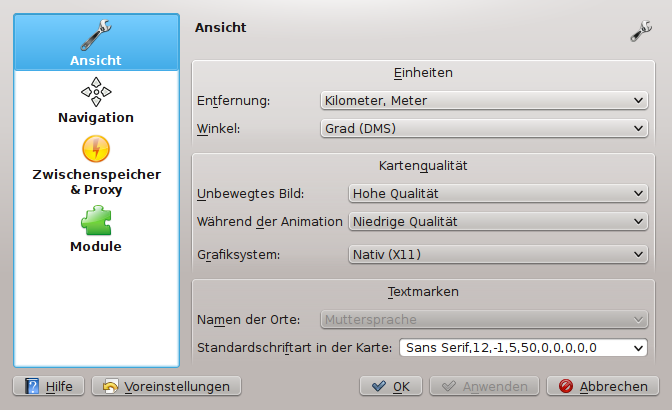 Ansicht
Navigation
Zwischenspeicher
& Proxy
Module
Ansicht
Einheiten
Entfernung: Kilometer, Meter
Winkel: Grad (DMS)
Kartenqualität
Unbewegtes Bild: Hohe Qualität
Während der Animation Niedrige Qualität
Grafiksystem: Nativ (X11)
Textmarken
Namen der Orte: Muttersprache
Standardschriftart in der Karte: Sans Serif,12,-1,5,50,0,0,0,0,0
Hilfe Voreinstellungen OK Anwenden Abbrechen